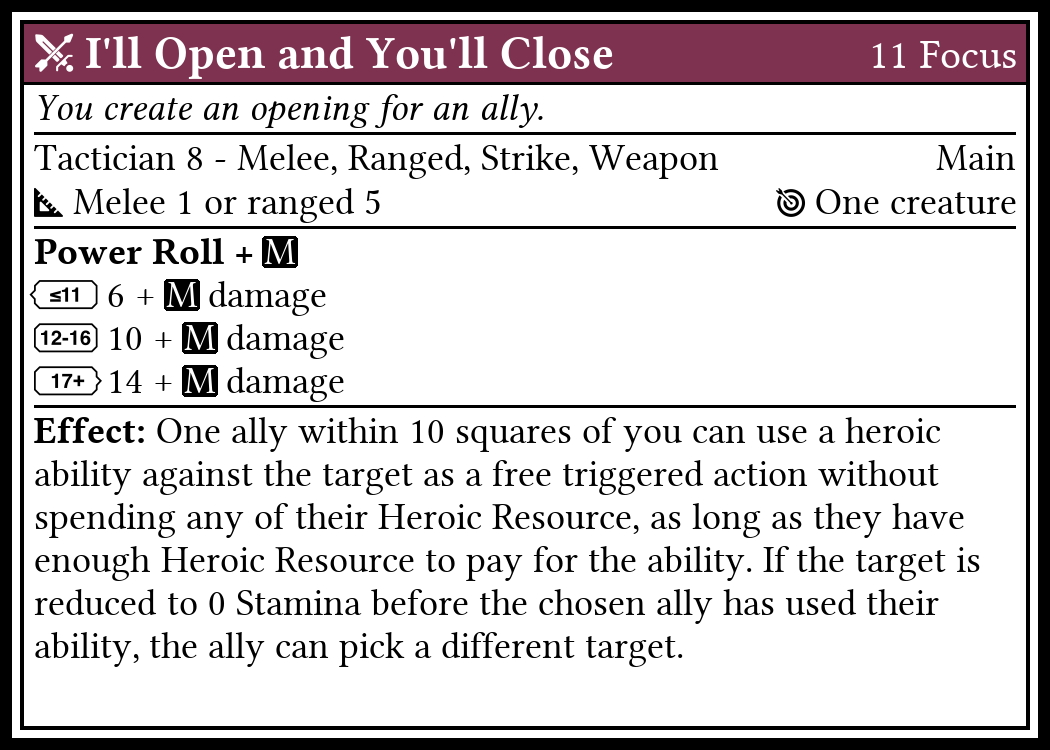 I'll Open and You'll Close 11 Focus
You create an opening for an ally.
Tactician 8 - Melee, Ranged, Strike, Weapon Main
Melee 1 or ranged 5 One creature
Power Roll + M
≤11 6 + M damage
12-16 10 + M damage
17+ 14 + M damage
Effect: One ally within 10 squares of you can use a heroic
ability against the target as a free triggered action without
spending any of their Heroic Resource, as long as they have
enough Heroic Resource to pay for the ability. If the target is
reduced to 0 Stamina before the chosen ally has used their
ability, the ally can pick a different target.